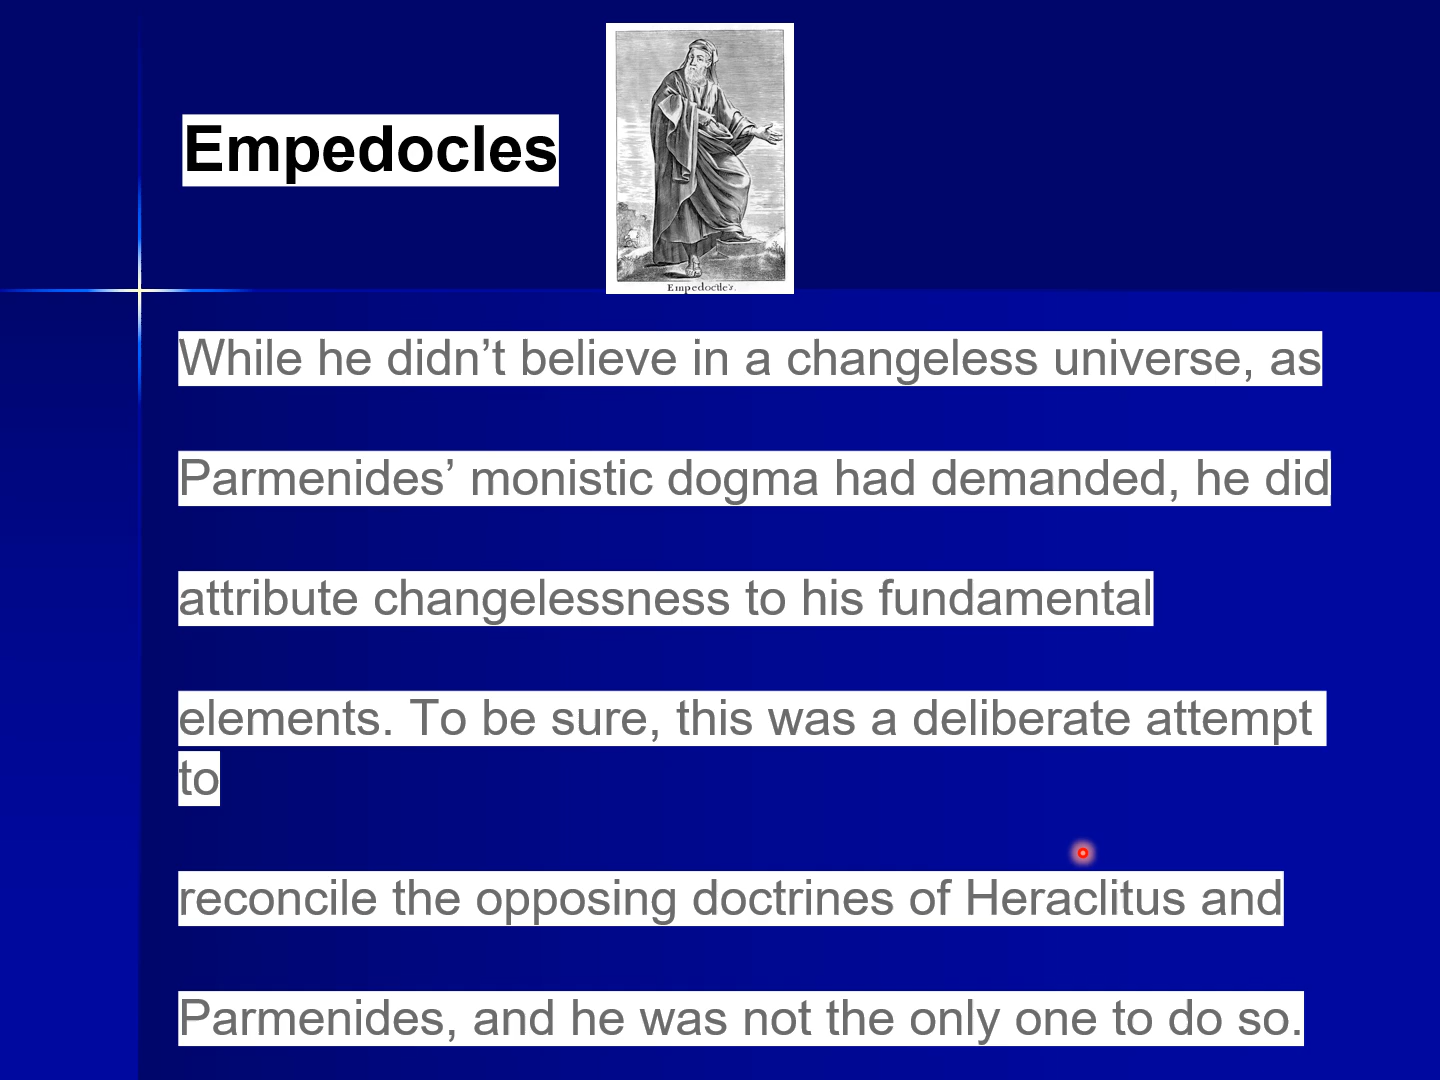 Empedocles
Empedocles.
While he didn’t believe in a changeless universe, as
Parmenides’ monistic dogma had demanded, he did
attribute changelessness to his fundamental
elements. To be sure, this was a deliberate attempt
to
reconcile the opposing doctrines of Heraclitus and
Parmenides, and he was not the only one to do so.